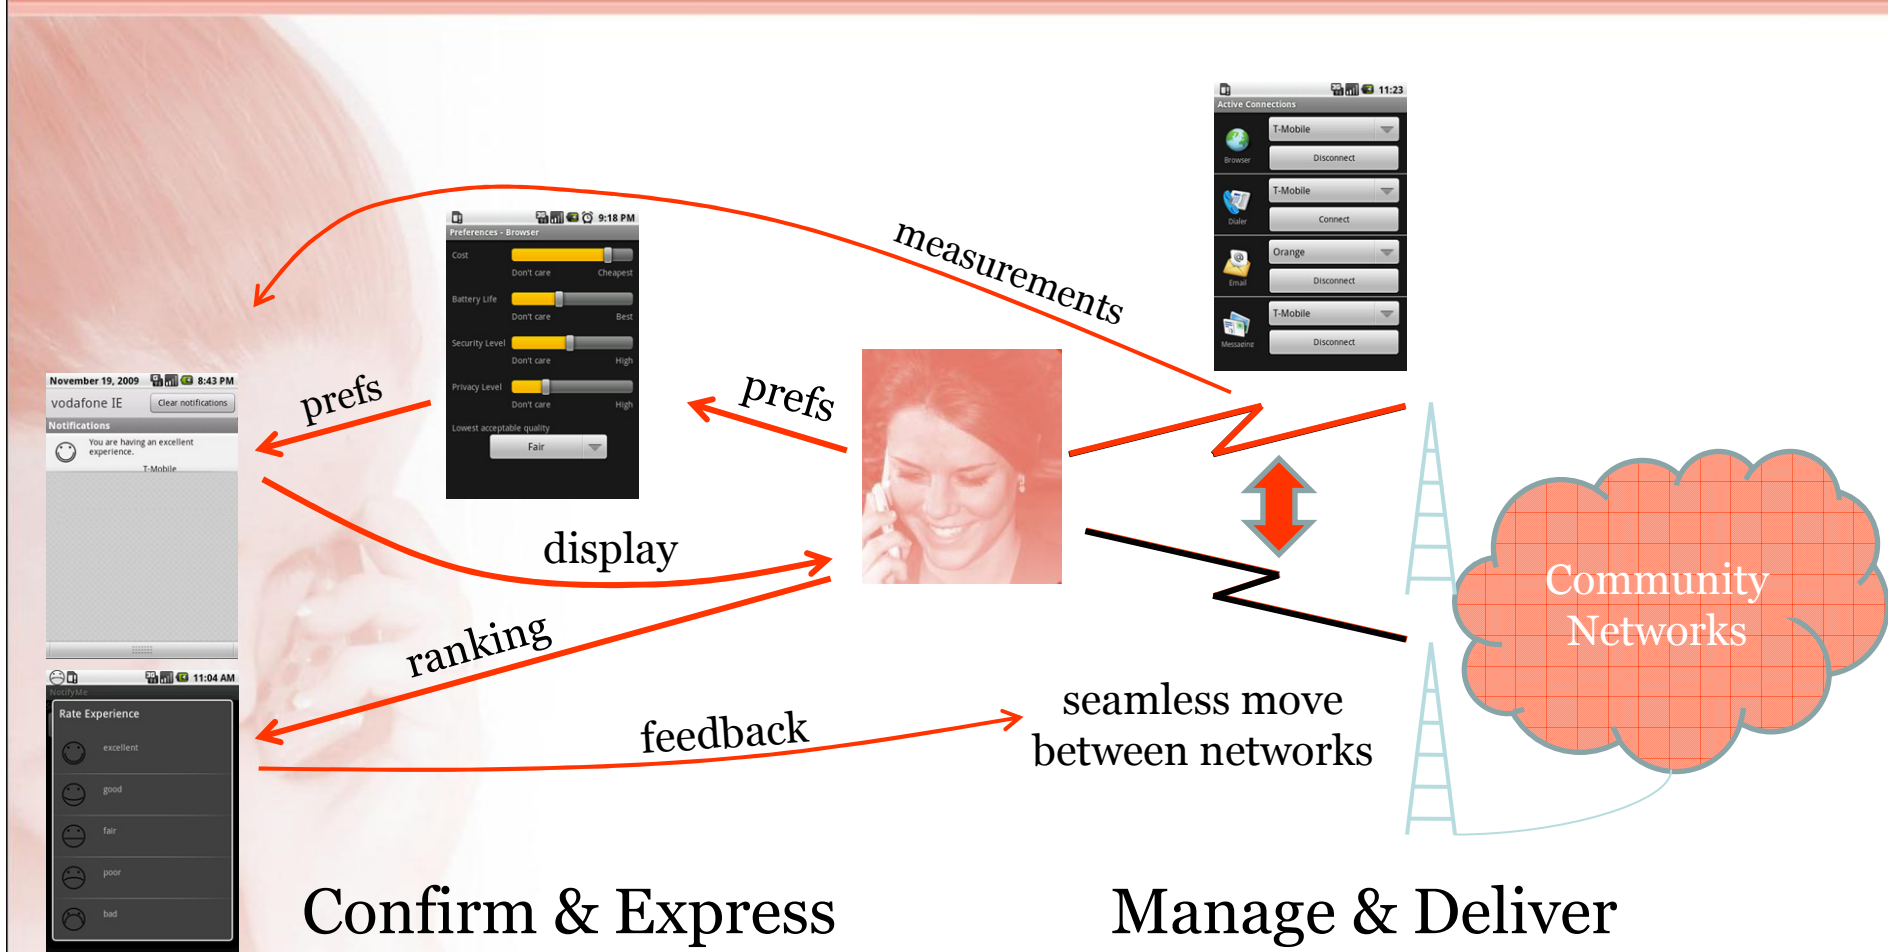 11:23
Active Connections
T-Mobile
Browser
Disconnect
T-Mobile
Dialer
Connect
Orange
Email
Disconnect
T-Mobile
Messaging
Disconnect
measurements
9:18 PM
Preferences - Browser
Cost
Don't care Cheapest
Battery Life
Don't care Best
Security Level
Don't care High
Privacy Level
Don't care High
Lowest acceptable quality
Fair
prefs
prefs
November 19, 2009 8:43 PM
vodafone IE Clear notifications
Notifications
You are having an excellent
experience.
T-Mobile
display
ranking
feedback
11:04 AM
NotifyMe
Rate Experience
excellent
good
fair
poor
bad
Community
Networks
seamless move
between networks
Confirm & Express
Manage & Deliver